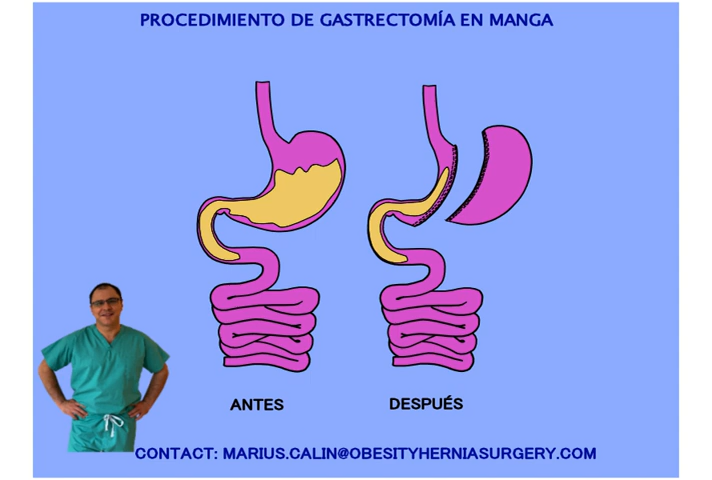 PROCEDIMIENTO DE GASTRECTOMÍA EN MANGA
ANTES
DESPUÉS
CONTACT: MARIUS.CALIN@OBESITYHERNIASURGERY.COM